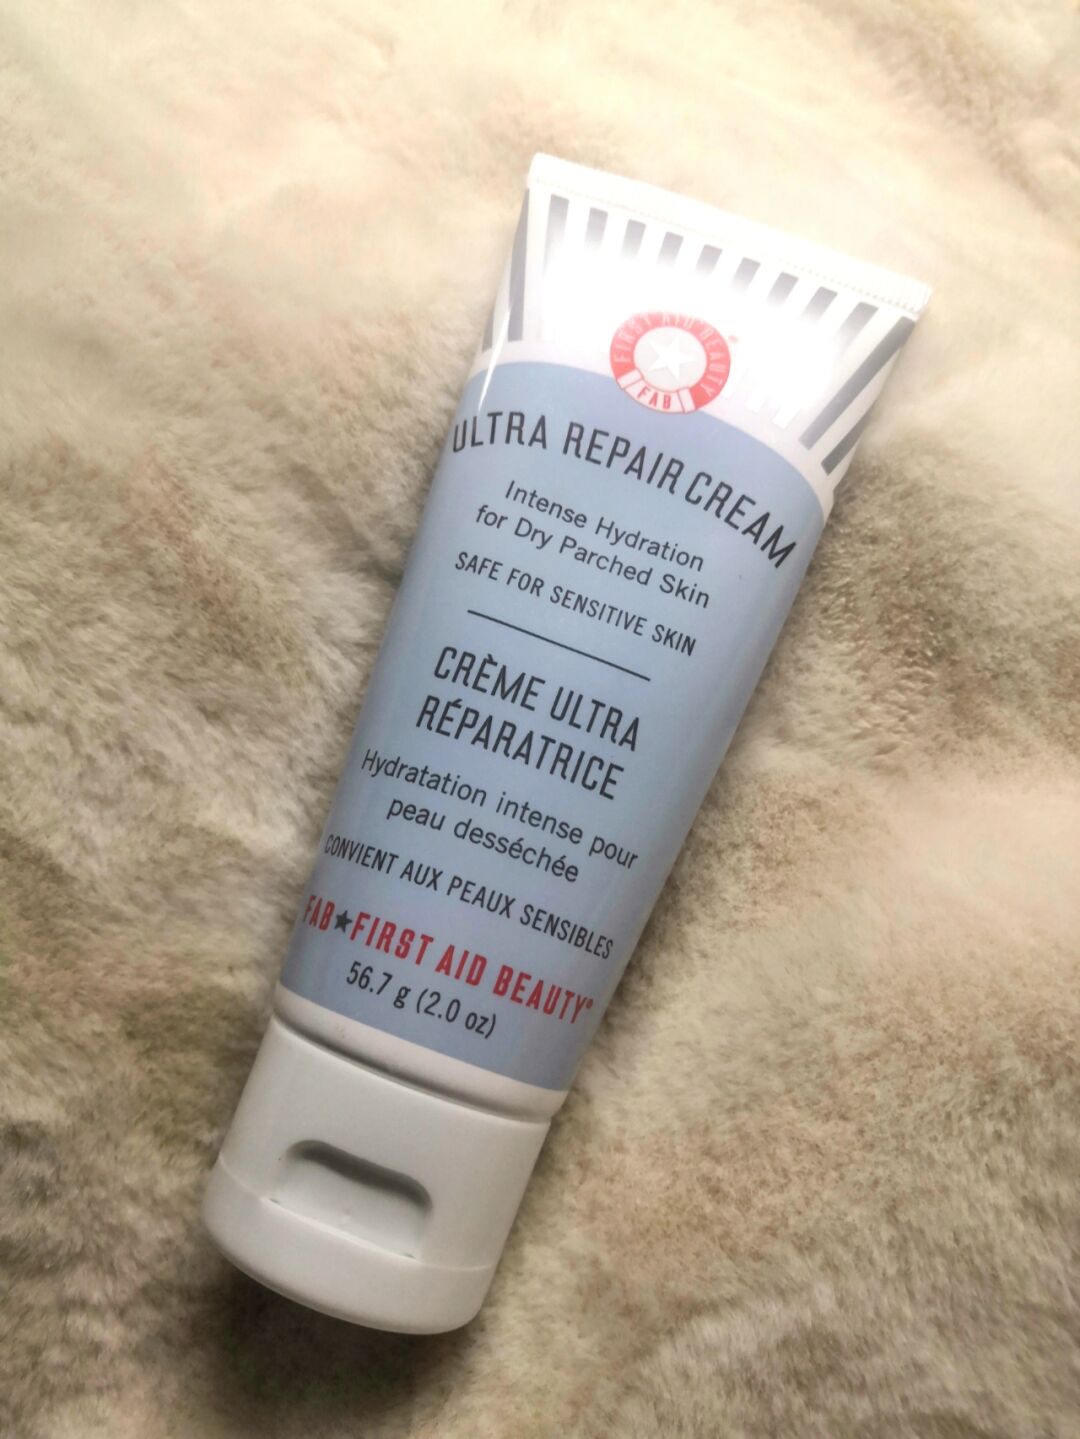 FIRST AID BEAUTY
FAB
ULTRA REPAIR CREAM
Intense Hydration
for Dry Parched Skin
SAFE FOR SENSITIVE SKIN
CRÈME ULTRA
RÉPARATRICE
Hydratation intense pour
peau desséchée
CONVIENT AUX PEAUX SENSIBLES
FAB★FIRST AID BEAUTY®
56.7 g (2.0 oz)